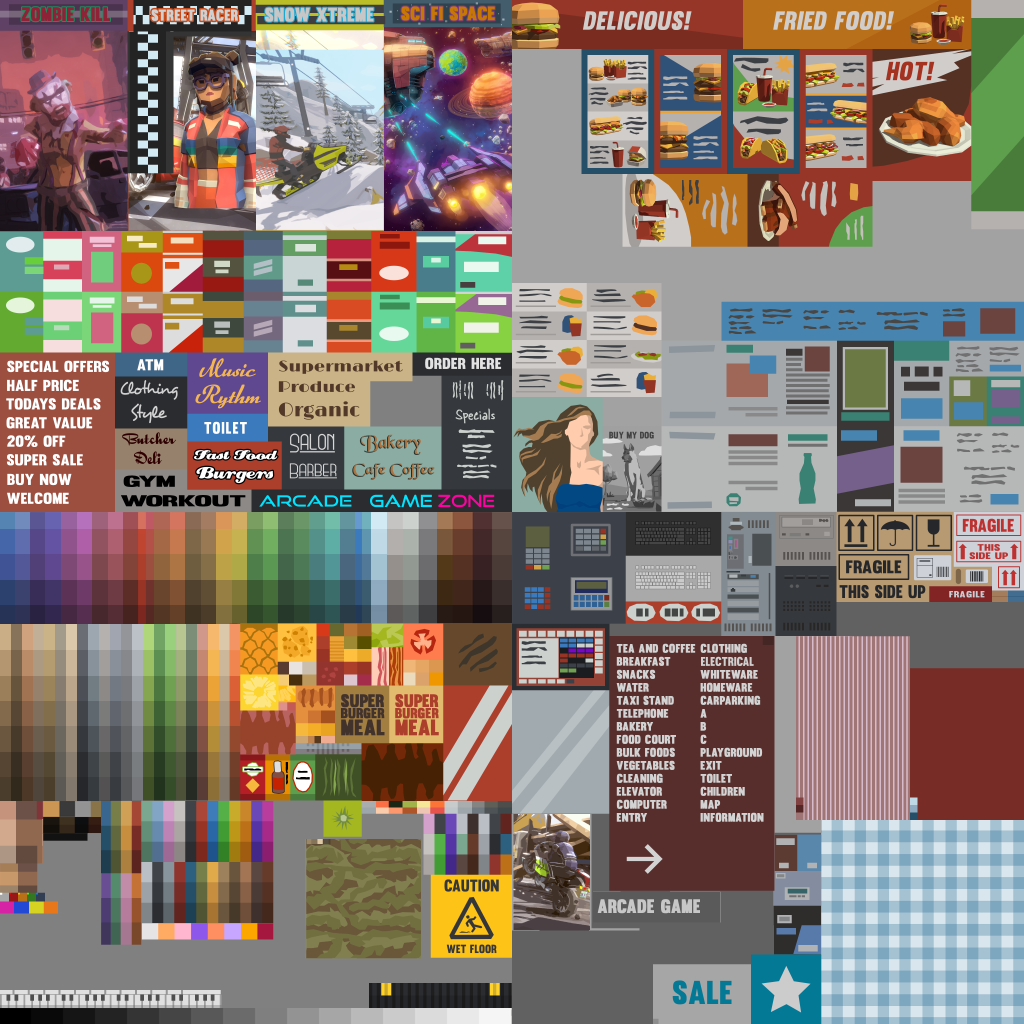 ZOMBIE KILL
STREET RACER
SNOW XTREME
SCI FI SPACE
DELICIOUS!
FRIED FOOD!
HOT!
SPECIAL OFFERS
HALF PRICE
TODAYS DEALS
GREAT VALUE
20% OFF
SUPER SALE
BUY NOW
WELCOME
ATM
Clothing
Style
Butcher
Deli
GYM
WORKOUT
Music
Rythm
TOILET
Fast Food
Burgers
Supermarket
Produce
Organic
SALON
BARBER
Bakery
Cafe Coffee
ORDER HERE
Specials
ARCADE GAME ZONE
BUY MY DOG
FRAGILE
THIS SIDE UP
FRAGILE
THIS
SIDE UP
FRAGILE
SUPER
BURGER
MEAL
SUPER
BURGER
MEAL
TEA AND COFFEE
BREAKFAST
SNACKS
WATER
TAXI STAND
TELEPHONE
BAKERY
FOOD COURT
BULK FOODS
VEGETABLES
CLEANING
ELEVATOR
COMPUTER
ENTRY
CLOTHING
ELECTRICAL
WHITEWARE
HOMEWARE
CARPARKING
A
B
C
PLAYGROUND
EXIT
TOILET
CHILDREN
MAP
INFORMATION
ARCADE GAME
CAUTION
WET FLOOR
SALE